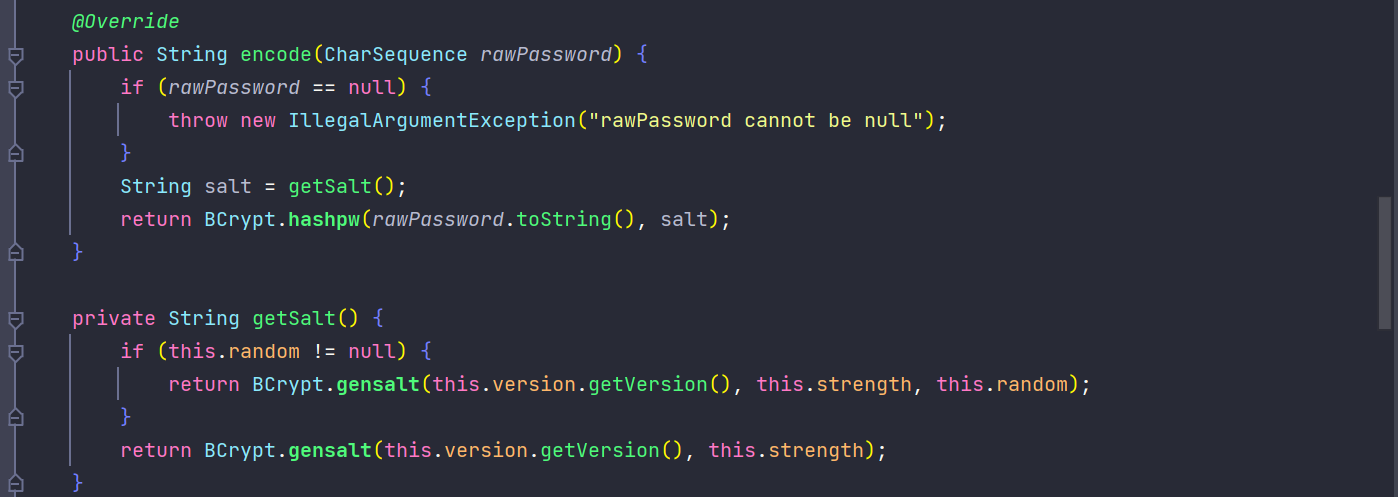 @Override
public String encode(CharSequence rawPassword) {
if (rawPassword == null) {
throw new IllegalArgumentException("rawPassword cannot be null");
}
String salt = getSalt();
return BCrypt.hashpw(rawPassword.toString(), salt);
}
private String getSalt() {
if (this.random != null) {
return BCrypt.gensalt(this.version.getVersion(), this.strength, this.random);
}
return BCrypt.gensalt(this.version.getVersion(), this.strength);
}